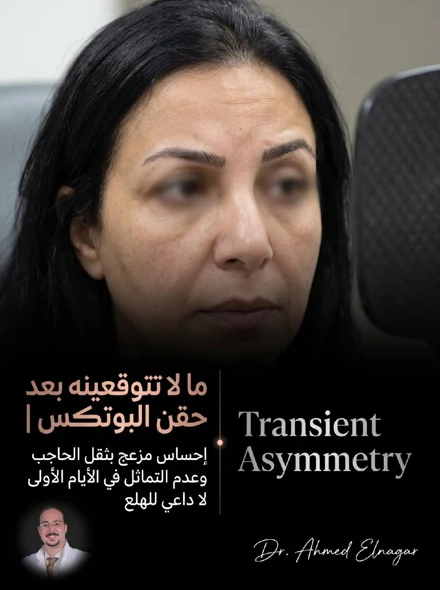 ما لا تتوقعينه بعد
حقن البوتكس |
إحساس مزعج بثقل الحاجب
وعدم التماثل في الأيام الأولى
لا داعي للهلع
Transient
Asymmetry
Dr. Ahmed Elnagar